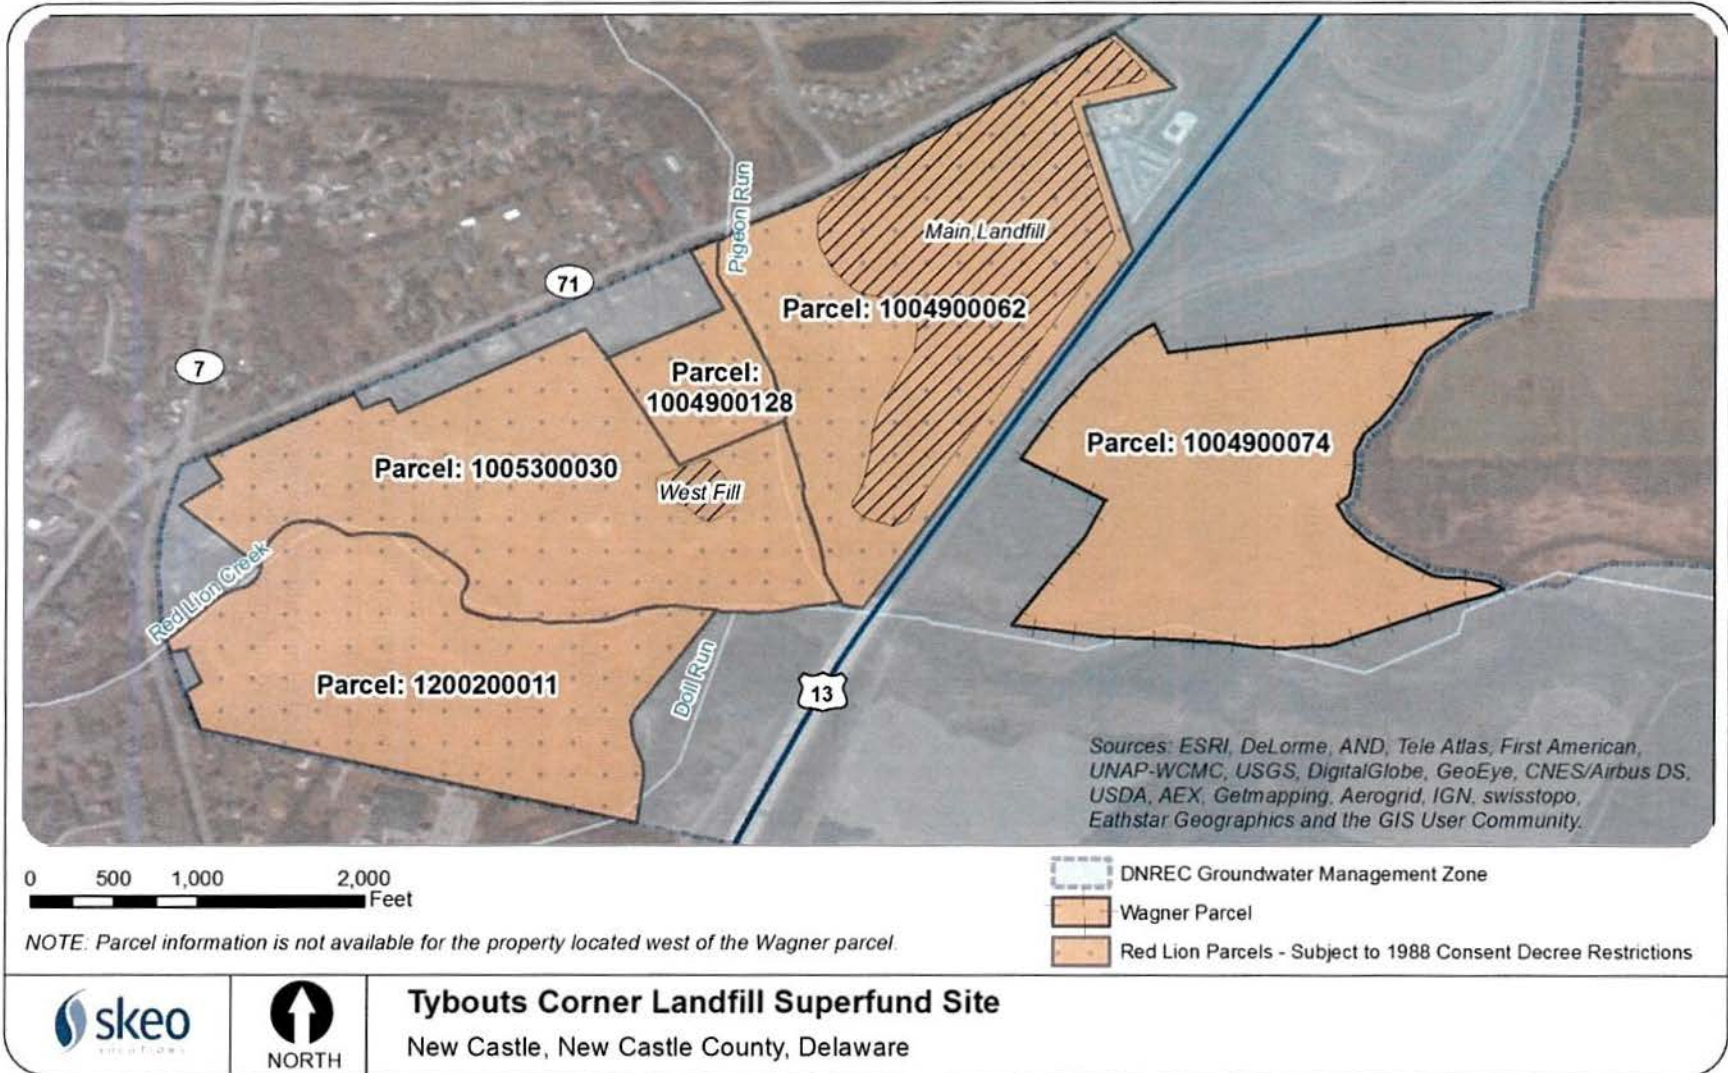 Pigeon Run
Main Landfill
71
Parcel: 1004900062
7
Parcel:
1004900128
Parcel: 1004900074
Parcel: 1005300030
West Fill
Red Lion Creek
Parcel: 1200200011
Doll Run
13
Sources: ESRI, DeLorme, AND, Tele Atlas, First American,
UNAP-WCMC, USGS, DigitalGlobe, GeoEye, CNES/Airbus DS,
USDA, AEX, Getmapping, Aerogrid, IGN, swisstopo,
Eathstar Geographics and the GIS User Community.
0 500 1,000 2,000
Feet
DNREC Groundwater Management Zone
Wagner Parcel
NOTE: Parcel information is not available for the property located west of the Wagner parcel.
Red Lion Parcels - Subject to 1988 Consent Decree Restrictions
skeo
SOLUTIONS
NORTH
Tybouts Corner Landfill Superfund Site
New Castle, New Castle County, Delaware